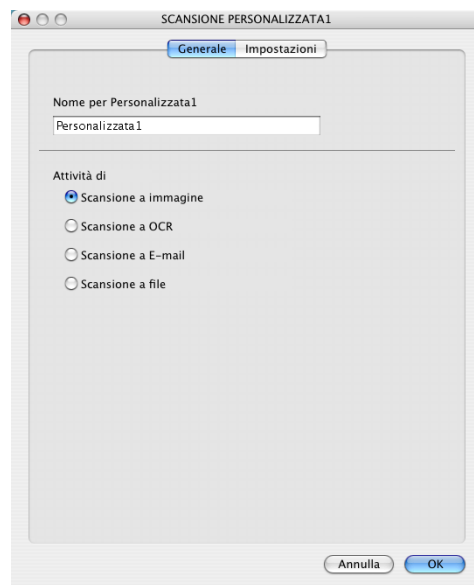 SCANSIONE PERSONALIZZATA1
Generale Impostazioni
Nome per Personalizzata1
Personalizzata1
Attività di
Scansione a immagine
Scansione a OCR
Scansione a E-mail
Scansione a file
Annulla OK